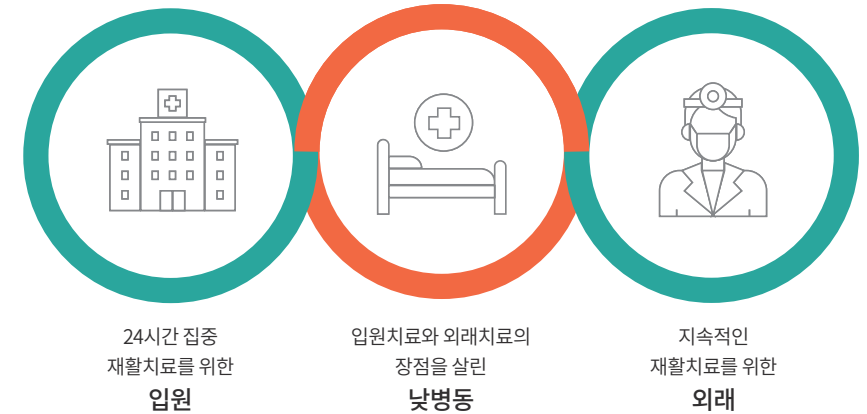 24시간 집중
재활치료를 위한
입원
입원치료와 외래치료의
장점을 살린
낮병동
지속적인
재활치료를 위한
외래